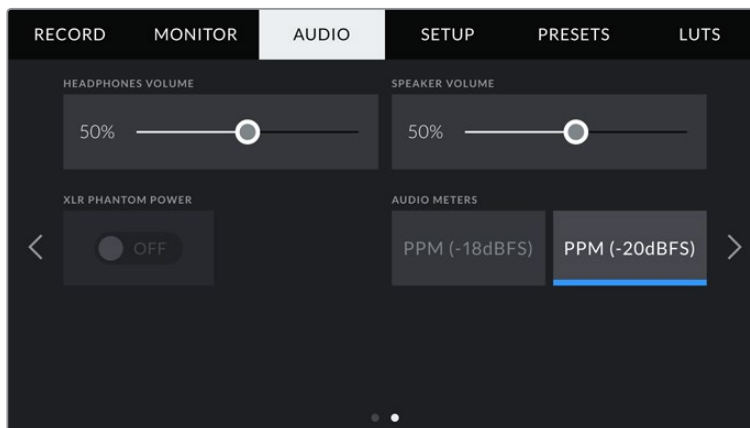 RECORD MONITOR AUDIO SETUP PRESETS LUTS
HEADPHONES VOLUME SPEAKER VOLUME
50% 50%
XLR PHANTOM POWER AUDIO METERS
OFF PPM (-18dBFS) PPM (-20dBFS)